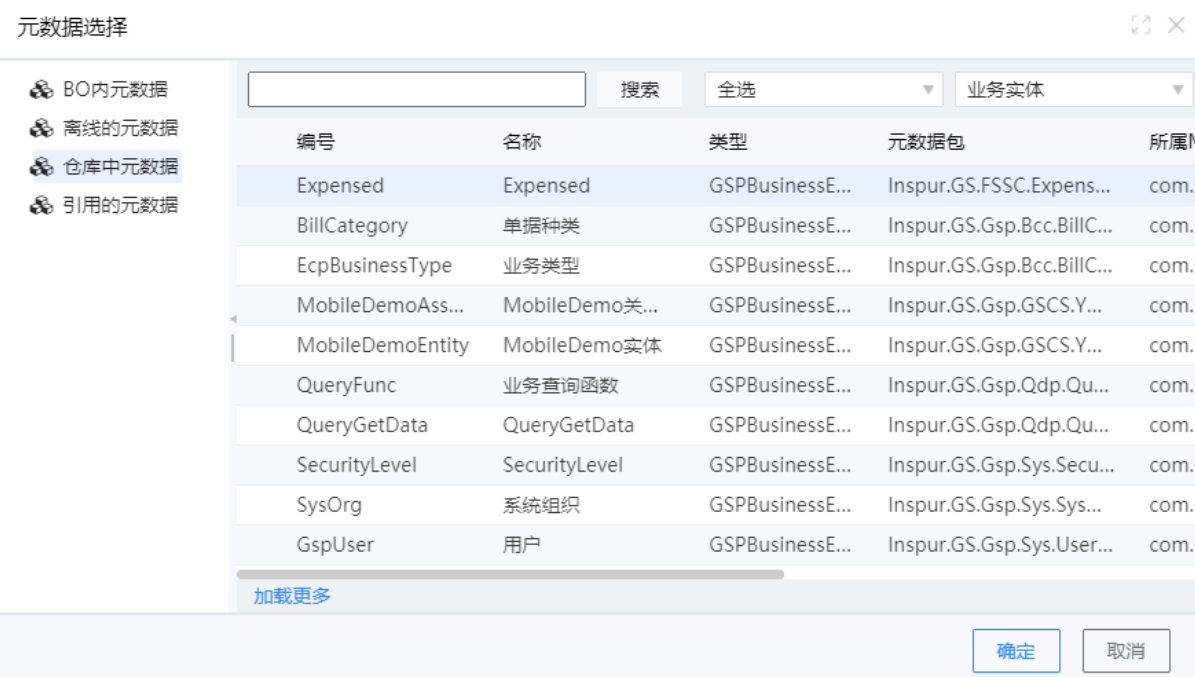 元数据选择
BO内元数据
离线的元数据
仓库中元数据
引用的元数据
搜索 全选 业务实体
编号 名称 类型 元数据包 所属M
Expensed Expensed GSPBusinessE... Inspur.GS.FSSC.Expens... com.
BillCategory 单据种类 GSPBusinessE... Inspur.GS.Gsp.Bcc.BillC... com.
EcpBusinessType 业务类型 GSPBusinessE... Inspur.GS.Gsp.Bcc.BillC... com.
MobileDemoAss... MobileDemo关... GSPBusinessE... Inspur.GS.Gsp.GSCS.Y... com.
MobileDemoEntity MobileDemo实体 GSPBusinessE... Inspur.GS.Gsp.GSCS.Y... com.
QueryFunc 业务查询函数 GSPBusinessE... Inspur.GS.Gsp.Qdp.Qu... com.
QueryGetData QueryGetData GSPBusinessE... Inspur.GS.Gsp.Qdp.Qu... com.
SecurityLevel SecurityLevel GSPBusinessE... Inspur.GS.Gsp.Sys.Secu... com.
SysOrg 系统组织 GSPBusinessE... Inspur.GS.Gsp.Sys.Sys... com.
GspUser 用户 GSPBusinessE... Inspur.GS.Gsp.Sys.User... com.
加载更多
确定 取消